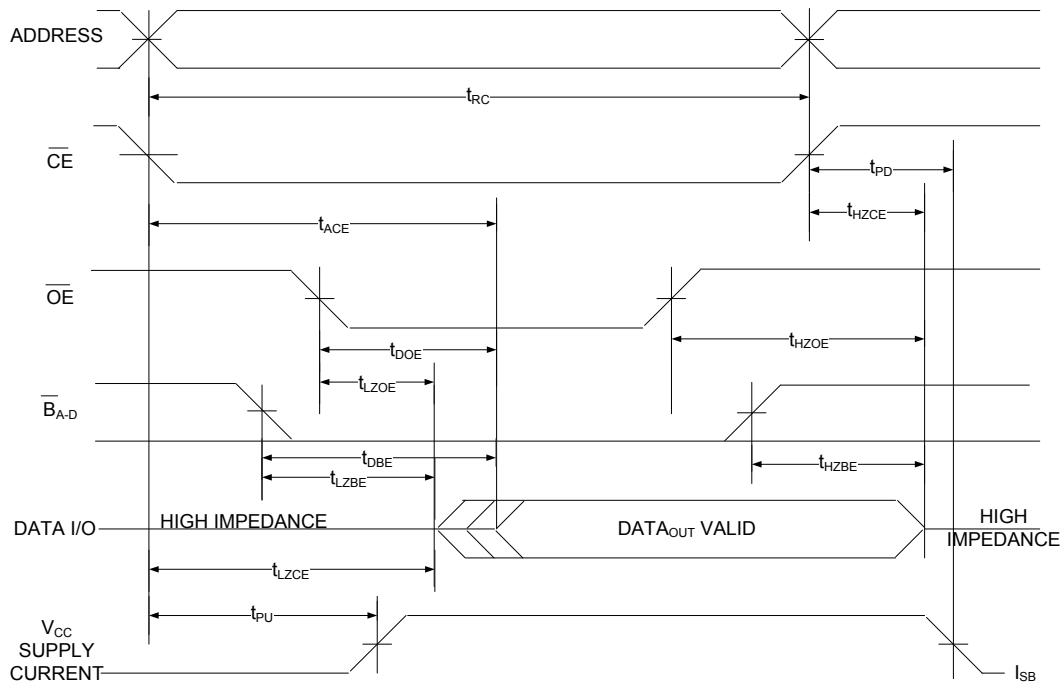 ADDRESS
tRC
CE
tPD
tHZCE
tACE
OE
tHZOE
tDOE
tLZOE
BA-D
tHZBE
tDBE
tLZBE
DATA I/O
HIGH IMPEDANCE
DATAOUT VALID
HIGH
IMPEDANCE
tLZCE
tPU
VCC
SUPPLY
CURRENT
ISB